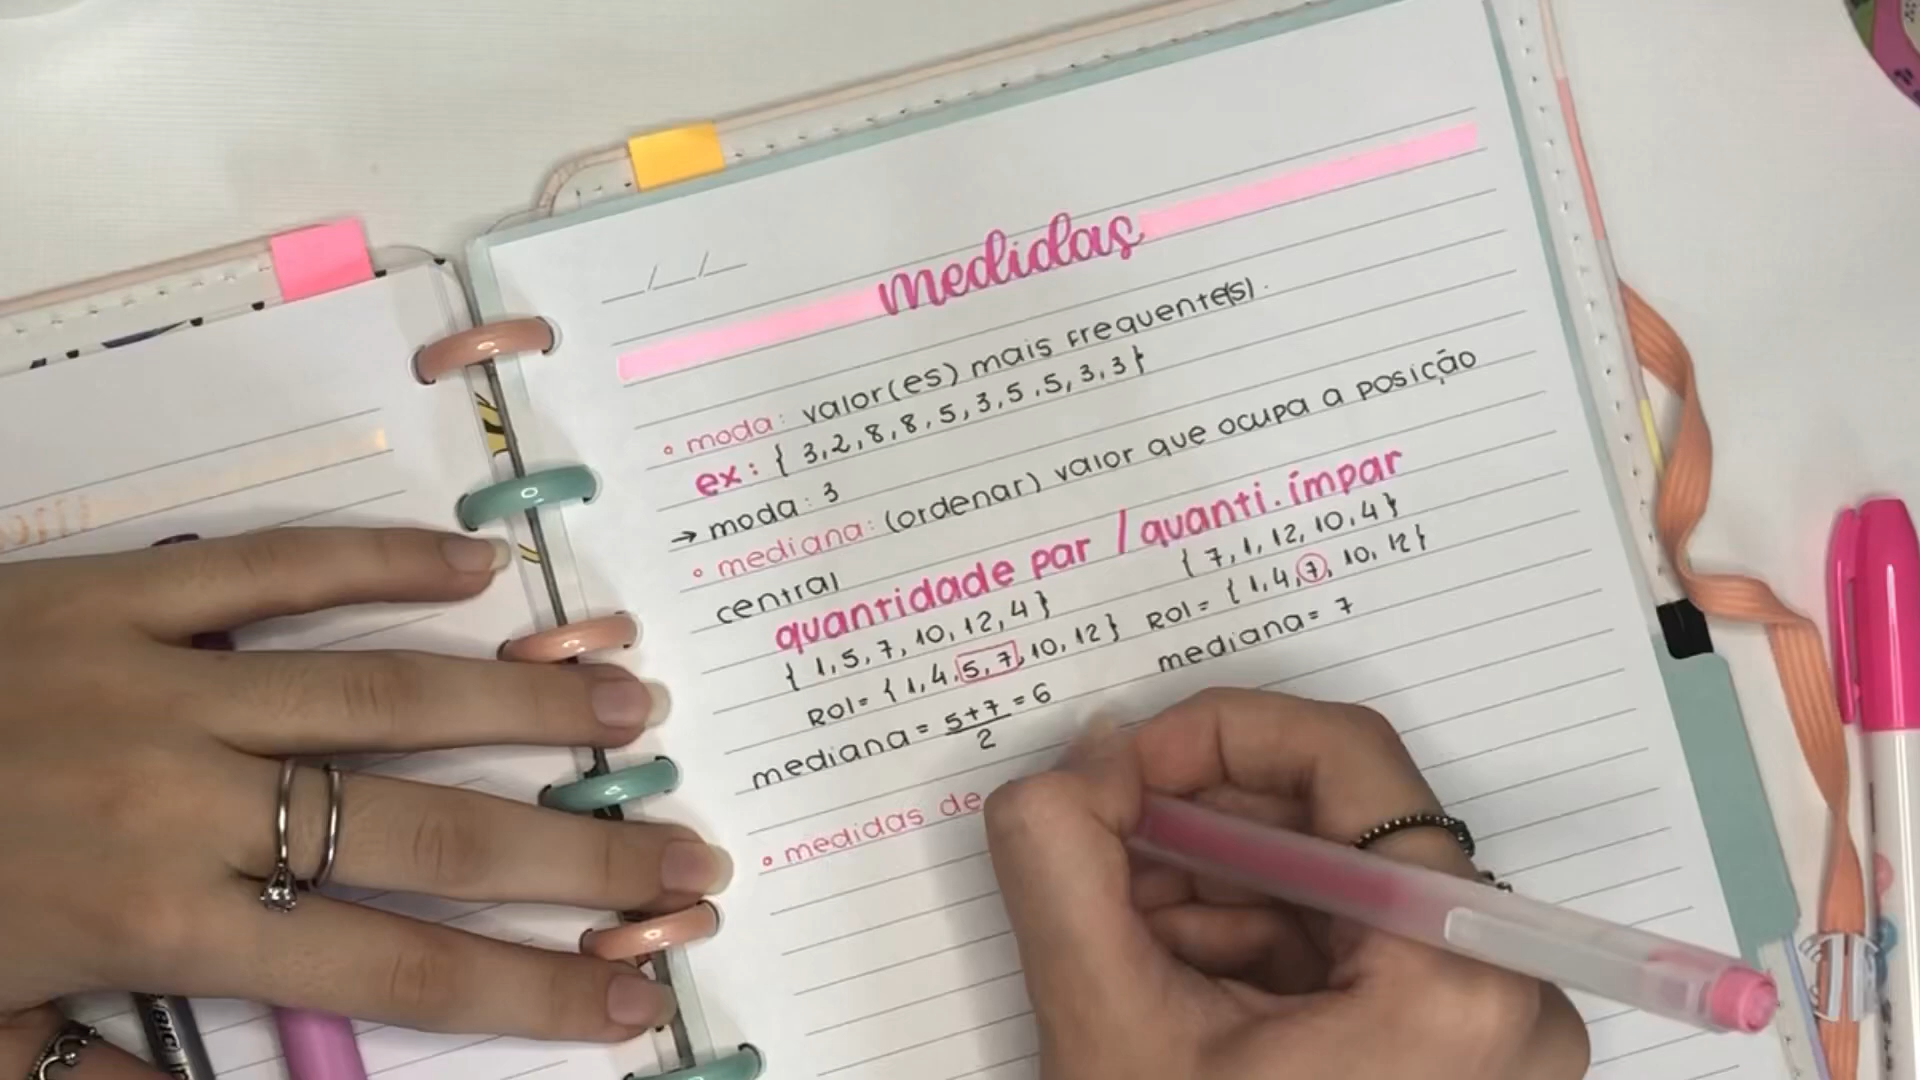 __/__/__
medidas
• moda: valor(es) mais frequente(s).
ex: { 3,2,8,8,5,3,5,5,3,3}
→ moda: 3
• mediana: (ordenar) valor que ocupa a posição
central
quantidade par / quanti. ímpar
{ 1,5,7,10,12,4} { 7,1,12,10,4}
ROl= { 1,4,5,7,10,12} ROl= { 1,4,7,10,12}
mediana= 5+7/2 =6 mediana= 7
• medidas de
BIC